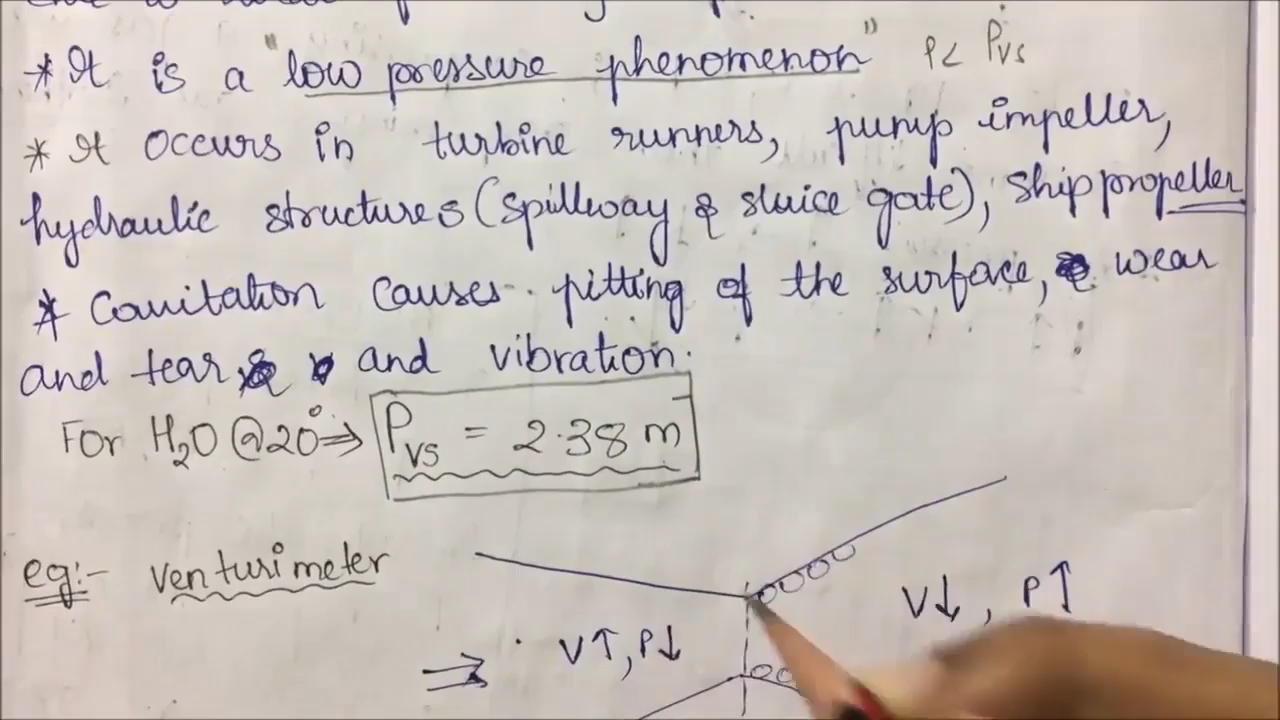 * It is a "low pressure phenomenon" P < Pvs
* It occurs in turbine runners, pump impeller,
hydraulic structures (spillway & sluice gate), ship propeller
* Cavitation causes pitting of the surface, wear
and tear and vibration.
For H₂O @ 20° ⇒ Pvs = 2.38 m
eg:- venturimeter
V↓, P↑
⇒ V↑, P↓